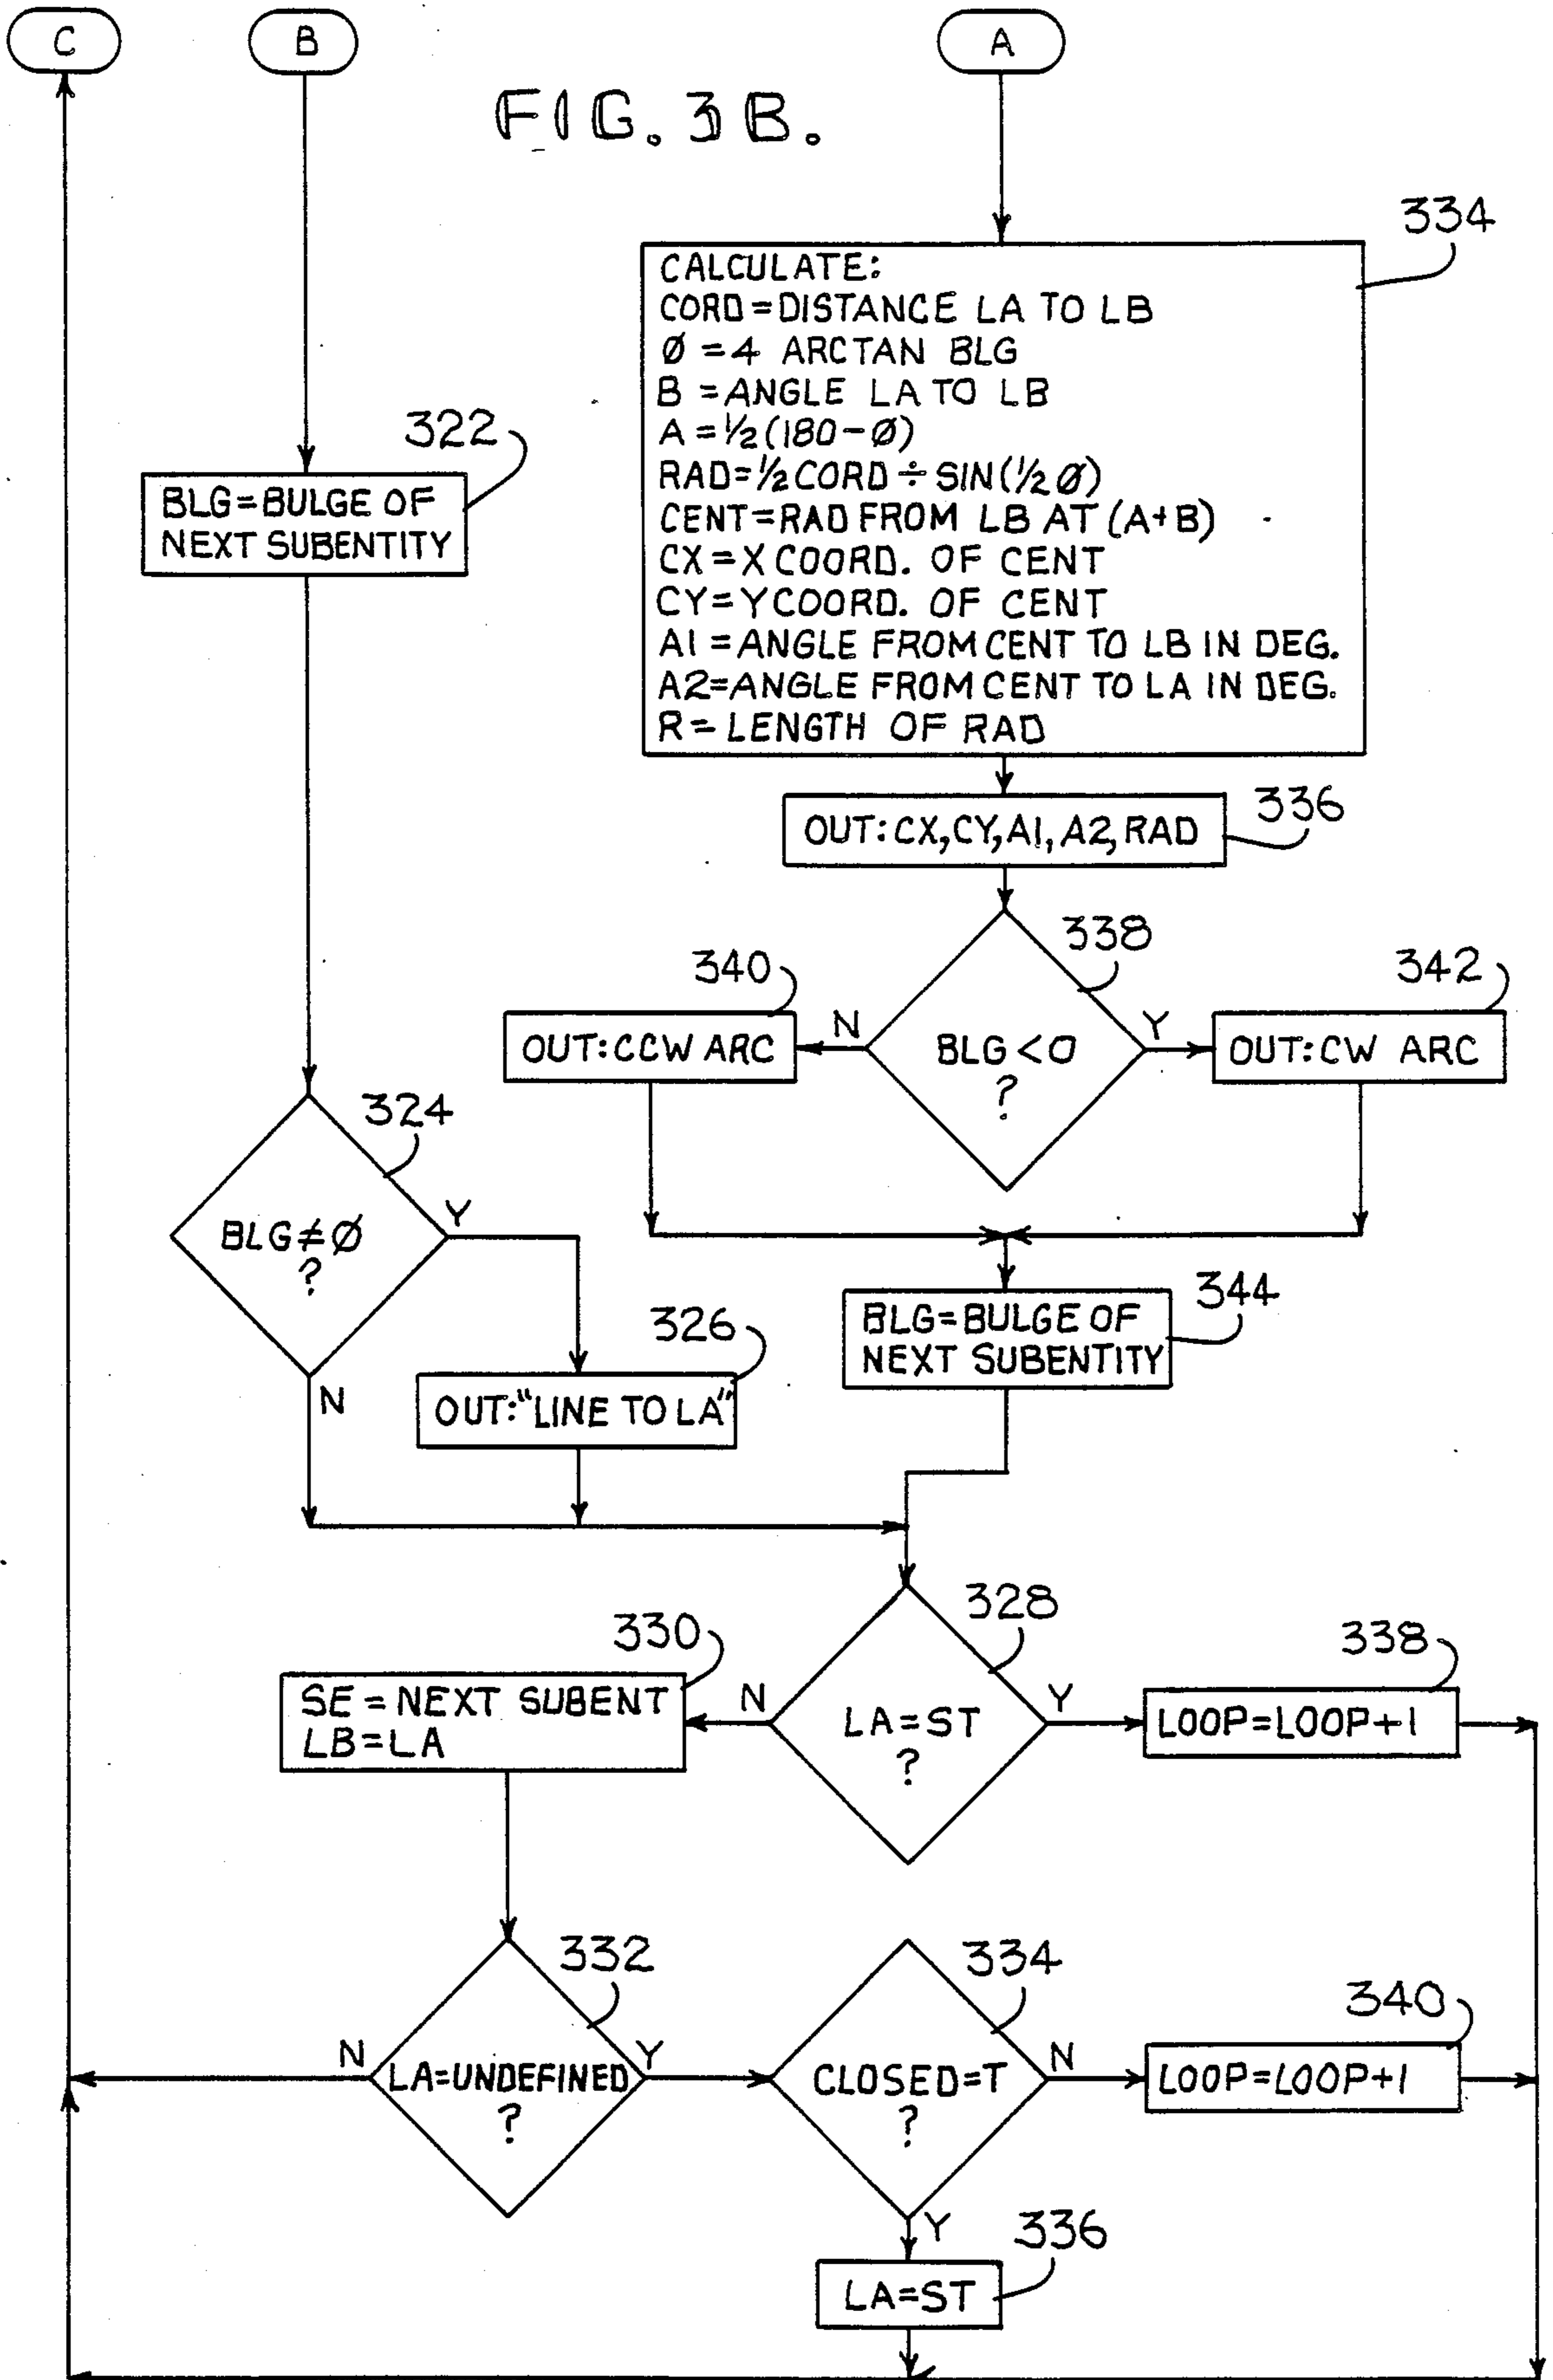 C
B
A
FIG. 3B.
334
CALCULATE:
CORD=DISTANCE LA TO LB
Ø =4 ARCTAN BLG
B =ANGLE LA TO LB
A =½(180-Ø)
RAD=½CORD ÷ SIN(½Ø)
CENT=RAD FROM LB AT (A+B)
CX=X COORD. OF CENT
CY=Y COORD. OF CENT
A1 =ANGLE FROM CENT TO LB IN DEG.
A2=ANGLE FROM CENT TO LA IN DEG.
R= LENGTH OF RAD
322
BLG=BULGE OF
NEXT SUBENTITY
336
OUT:CX,CY,A1,A2,RAD
338
340
342
N
Y
OUT:CCW ARC
BLG<0
?
OUT:CW ARC
324
Y
BLG≠Ø
?
N
344
BLG=BULGE OF
NEXT SUBENTITY
326
OUT:"LINE TO LA"
328
330
338
SE = NEXT SUBENT
LB=LA
N
LA=ST
?
Y
LOOP=LOOP+1
332
334
340
N
LA=UNDEFINED
?
Y
CLOSED=T
?
N
LOOP=LOOP+1
Y
336
LA=ST